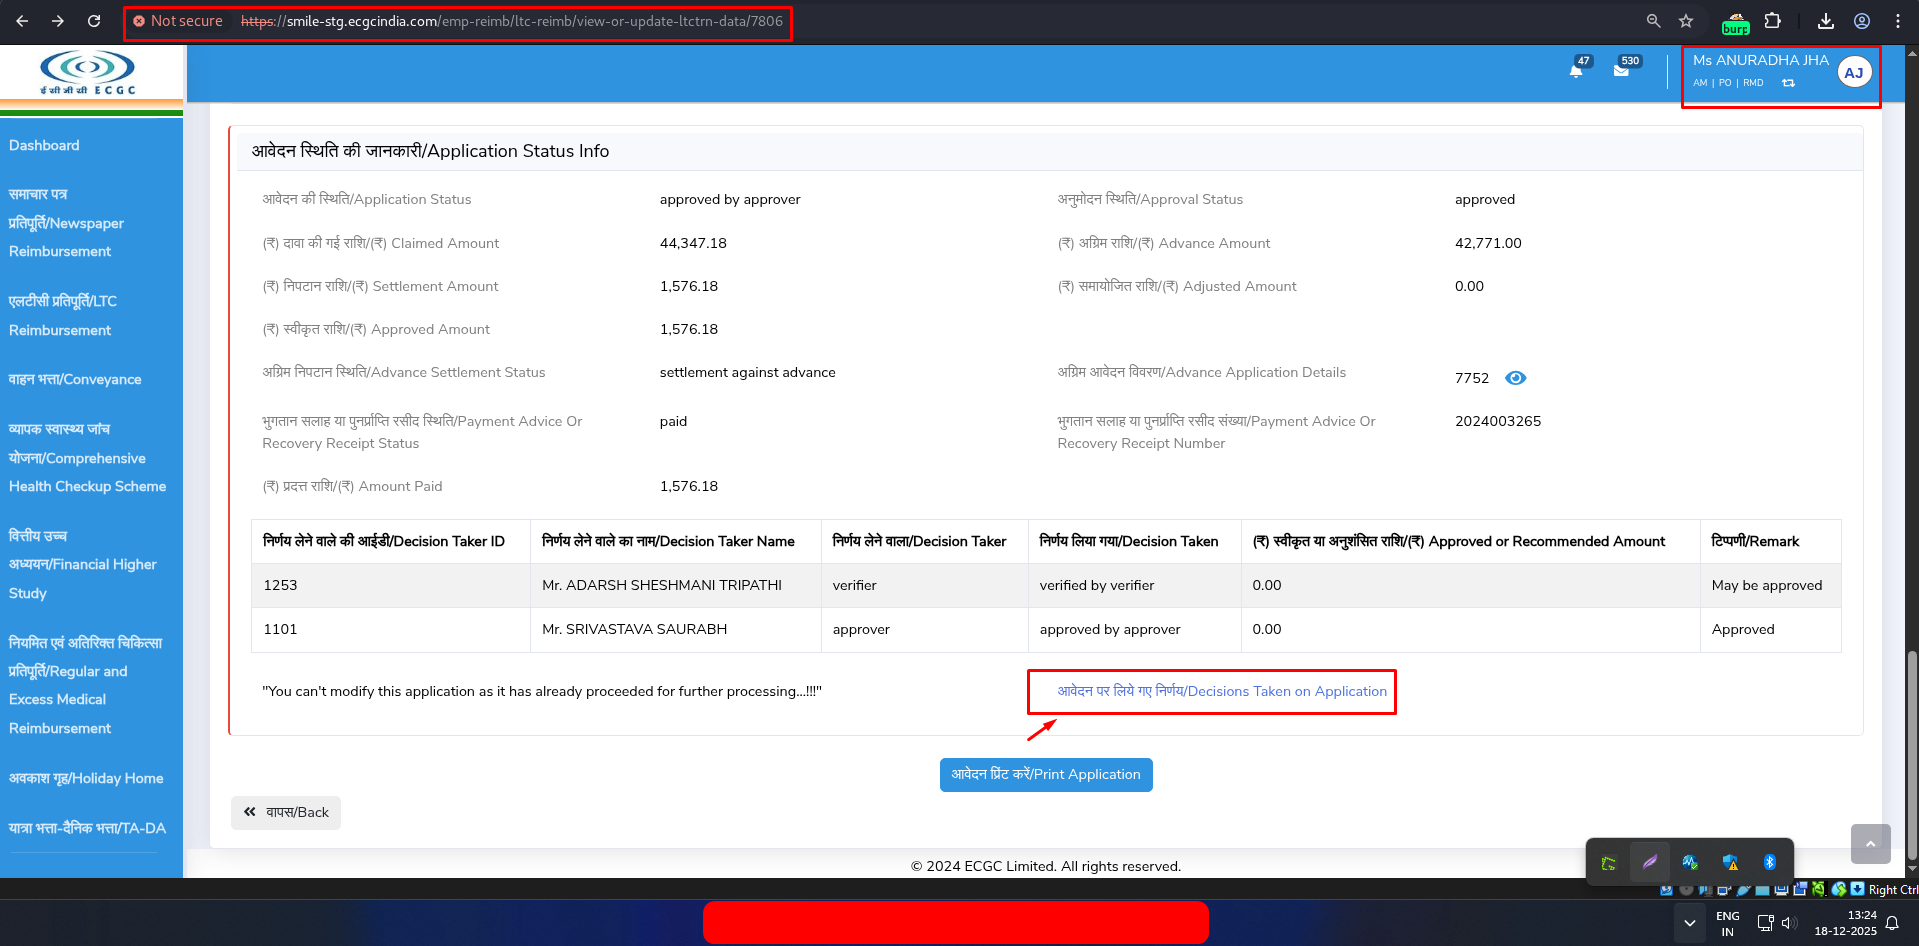 Not secure https://smile-stg.ecgcindia.com/emp-reimb/ltc-reimb/view-or-update-ltctrn-data/7806
burp
ई सी जी सी ECGC
47
530
Ms ANURADHA JHA
AM | PO | RMD
AJ
Dashboard
समाचार पत्र
प्रतिपूर्ति/Newspaper
Reimbursement
एलटीसी प्रतिपूर्ति/LTC
Reimbursement
वाहन भत्ता/Conveyance
व्यापक स्वास्थ्य जांच
योजना/Comprehensive
Health Checkup Scheme
वित्तीय उच्च
अध्ययन/Financial Higher
Study
नियमित एवं अतिरिक्त चिकित्सा
प्रतिपूर्ति/Regular and
Excess Medical
Reimbursement
अवकाश गृह/Holiday Home
यात्रा भत्ता-दैनिक भत्ता/TA-DA
आवेदन स्थिति की जानकारी/Application Status Info
आवेदन की स्थिति/Application Status approved by approver अनुमोदन स्थिति/Approval Status approved
(₹) दावा की गई राशि/(₹) Claimed Amount 44,347.18 (₹) अग्रिम राशि/(₹) Advance Amount 42,771.00
(₹) निपटान राशि/(₹) Settlement Amount 1,576.18 (₹) समायोजित राशि/(₹) Adjusted Amount 0.00
(₹) स्वीकृत राशि/(₹) Approved Amount 1,576.18
अग्रिम निपटान स्थिति/Advance Settlement Status settlement against advance अग्रिम आवेदन विवरण/Advance Application Details 7752
भुगतान सलाह या पुनर्प्राप्ति रसीद स्थिति/Payment Advice Or paid भुगतान सलाह या पुनर्प्राप्ति रसीद संख्या/Payment Advice Or 2024003265
Recovery Receipt Status Recovery Receipt Number
(₹) प्रदत्त राशि/(₹) Amount Paid 1,576.18
निर्णय लेने वाले की आईडी/Decision Taker ID निर्णय लेने वाले का नाम/Decision Taker Name निर्णय लेने वाला/Decision Taker निर्णय लिया गया/Decision Taken (₹) स्वीकृत या अनुशंसित राशि/(₹) Approved or Recommended Amount टिप्पणी/Remark
1253 Mr. ADARSH SHESHMANI TRIPATHI verifier verified by verifier 0.00 May be approved
1101 Mr. SRIVASTAVA SAURABH approver approved by approver 0.00 Approved
"You can't modify this application as it has already proceeded for further processing...!!!" आवेदन पर लिये गए निर्णय/Decisions Taken on Application
आवेदन प्रिंट करें/Print Application
वापस/Back
© 2024 ECGC Limited. All rights reserved.
Right Ctrl
ENG
IN
13:24
18-12-2025